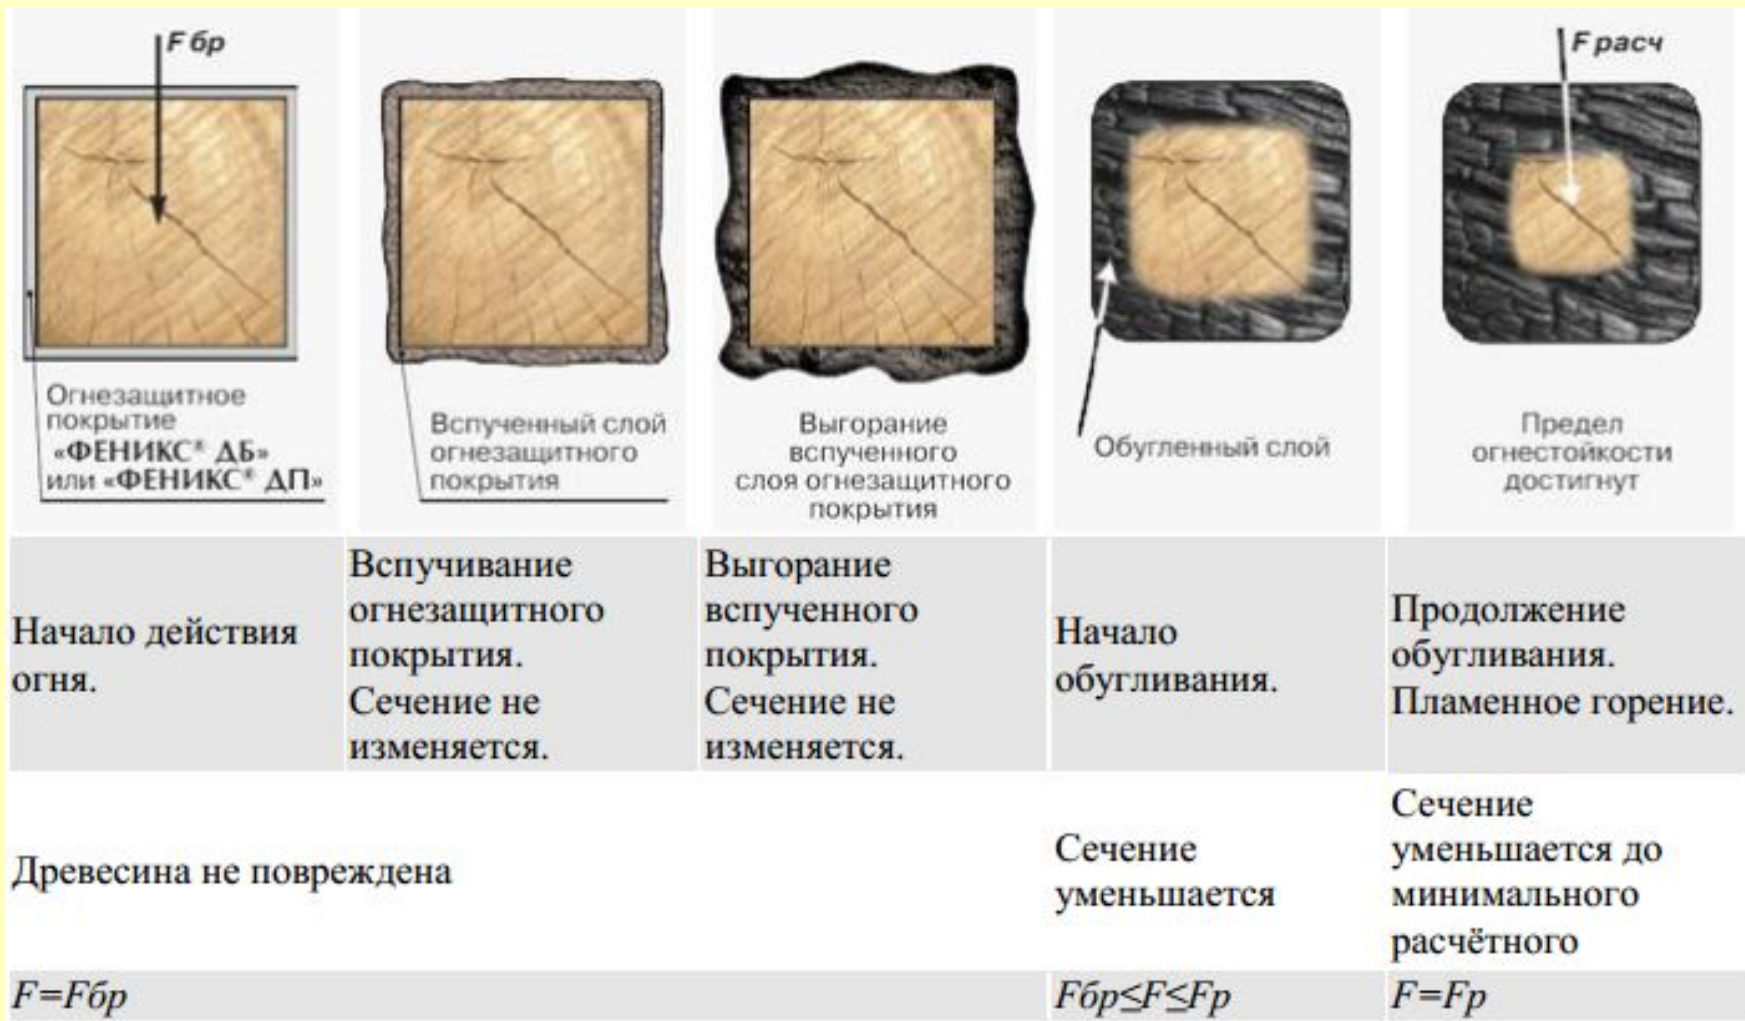 F бр
Огнезащитное
покрытие
«ФЕНИКС® ДБ»
или «ФЕНИКС® ДП»
Вспученный слой
огнезащитного
покрытия
Выгорание
вспученного
слоя огнезащитного
покрытия
Обугленный слой
F расч
Предел
огнестойкости
достигнут
Начало действия
огня.
Вспучивание
огнезащитного
покрытия.
Сечение не
изменяется.
Выгорание
вспученного
покрытия.
Сечение не
изменяется.
Начало
обугливания.
Продолжение
обугливания.
Пламенное горение.
Древесина не повреждена
Сечение
уменьшается
Сечение
уменьшается до
минимального
расчётного
F=Fбр
Fбр≤F≤Fр
F=Fр